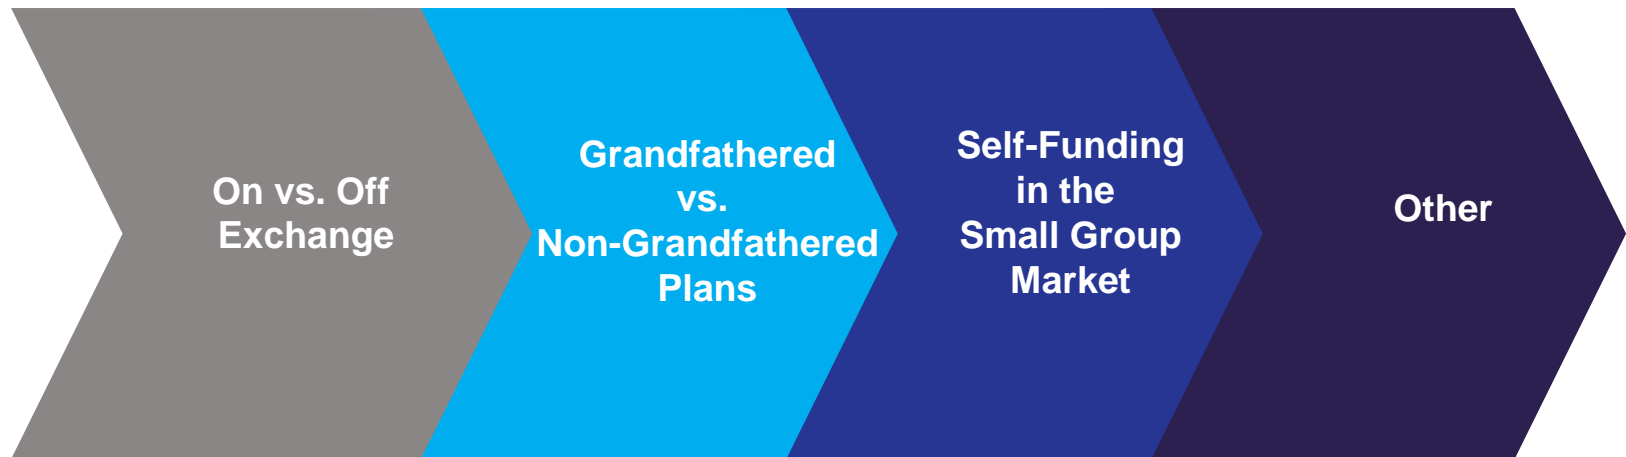 On vs. Off
Exchange
Grandfathered
vs.
Non-Grandfathered
Plans
Self-Funding
in the
Small Group
Market
Other